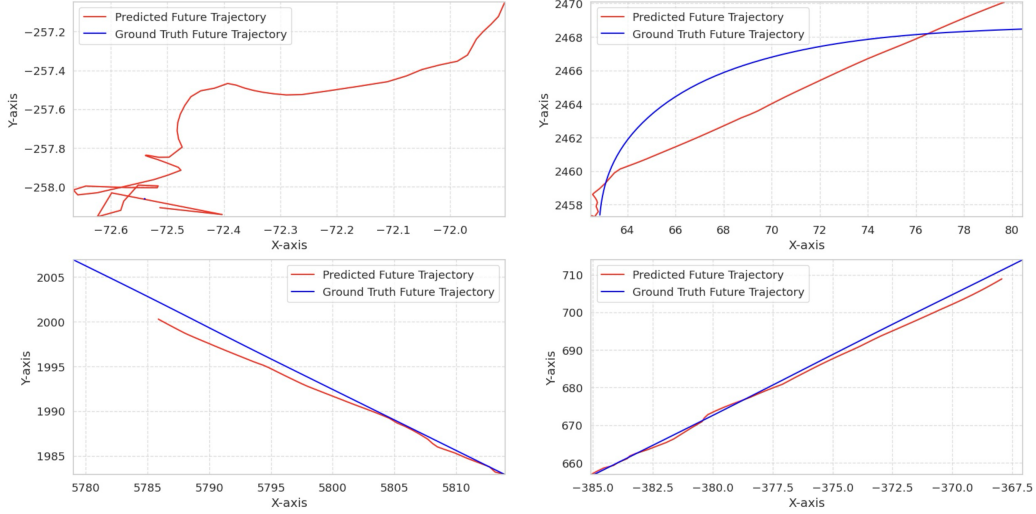 Predicted Future Trajectory
Ground Truth Future Trajectory
Y-axis
−257.2
−257.4
−257.6
−257.8
−258.0
−72.6 −72.5 −72.4 −72.3 −72.2 −72.1 −72.0
X-axis
Predicted Future Trajectory
Ground Truth Future Trajectory
Y-axis
2470
2468
2466
2464
2462
2460
2458
64 66 68 70 72 74 76 78 80
X-axis
Predicted Future Trajectory
Ground Truth Future Trajectory
Y-axis
2005
2000
1995
1990
1985
5780 5785 5790 5795 5800 5805 5810
X-axis
Predicted Future Trajectory
Ground Truth Future Trajectory
Y-axis
710
700
690
680
670
660
−385.0 −382.5 −380.0 −377.5 −375.0 −372.5 −370.0 −367.5
X-axis